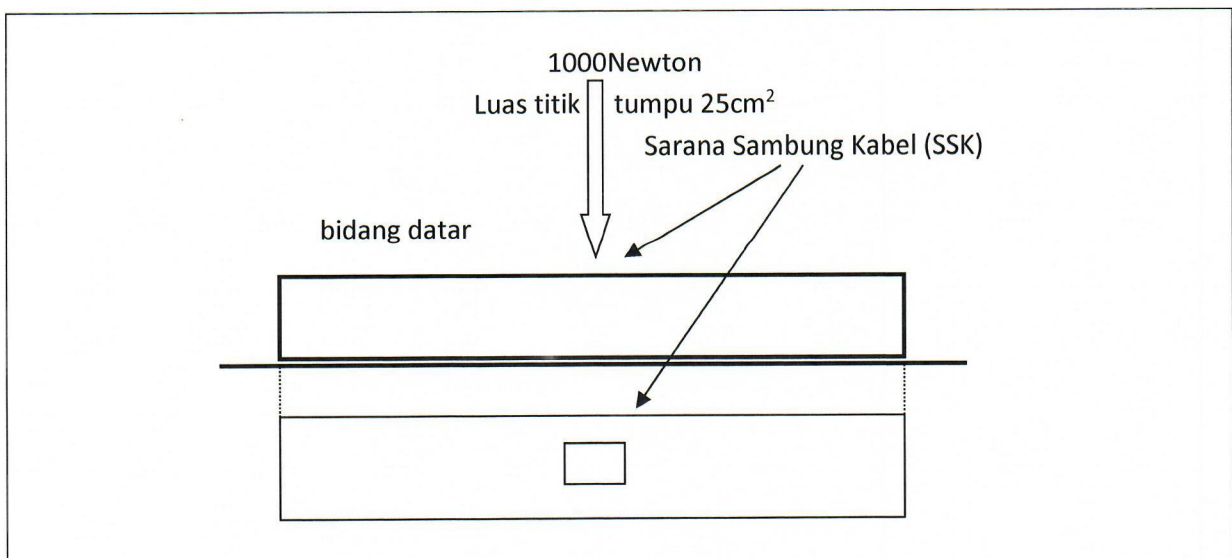 1000Newton
Luas titik tumpu 25cm²
Sarana Sambung Kabel (SSK)
bidang datar